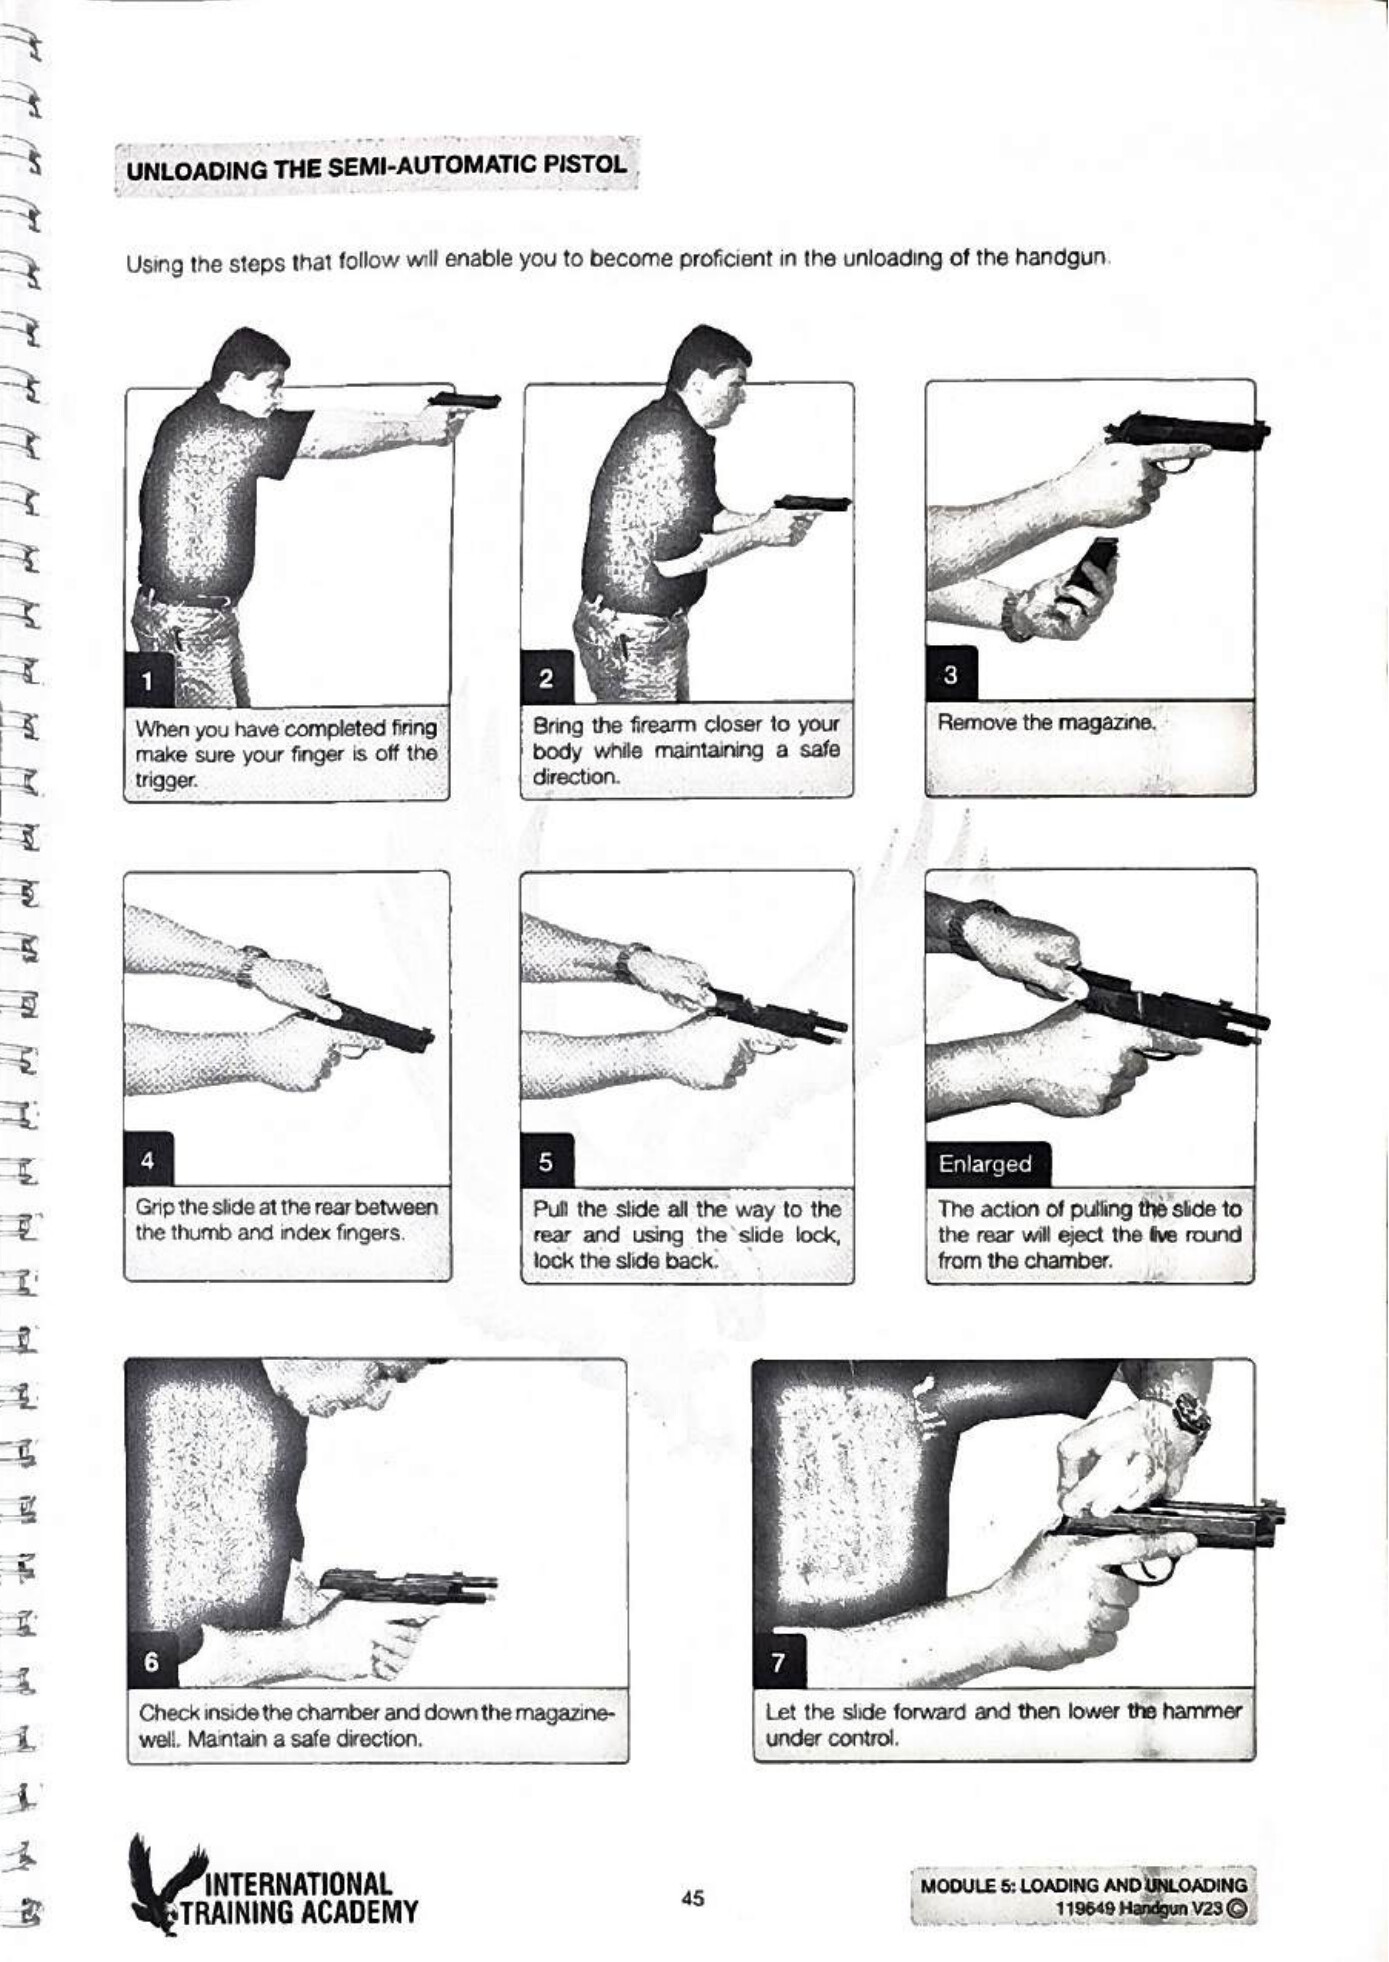 UNLOADING THE SEMI-AUTOMATIC PISTOL
Using the steps that follow will enable you to become proficient in the unloading of the handgun.
1
When you have completed firing
make sure your finger is off the
trigger.
2
Bring the firearm closer to your
body while maintaining a safe
direction.
3
Remove the magazine.
4
Grip the slide at the rear between
the thumb and index fingers.
5
Pull the slide all the way to the
rear and using the slide lock,
lock the slide back.
Enlarged
The action of pulling the slide to
the rear will eject the live round
from the chamber.
6
Check inside the chamber and down the magazine-
well. Maintain a safe direction.
7
Let the slide forward and then lower the hammer
under control.
INTERNATIONAL
TRAINING ACADEMY
45
MODULE 5: LOADING AND UNLOADING
119649 Handgun V23 ©